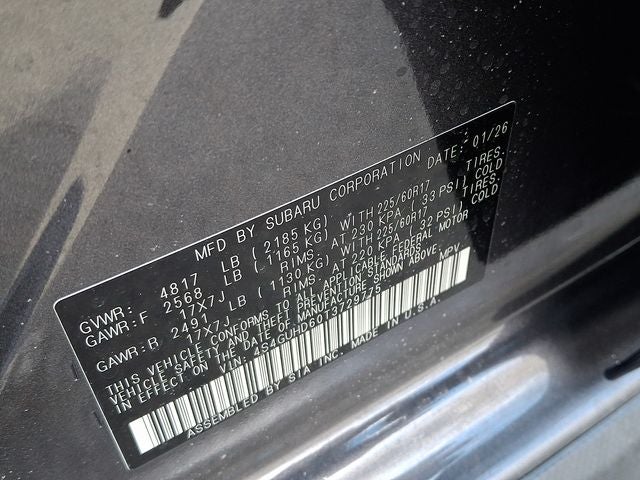 MFD BY SUBARU CORPORATION DATE: 01/26
GVWR: 4817 LB ( 2185 KG)
GAWR:F 2568 LB ( 1165 KG) WITH 225/60R17 TIRES.
17X7J RIMS. AT 230 KPA ( 33 PSI) COLD
GAWR:R 2491 LB ( 1130 KG) WITH 225/60R17 TIRES.
17X7J RIMS. AT 220 KPA ( 32 PSI) COLD
THIS VEHICLE CONFORMS TO ALL APPLICABLE FEDERAL MOTOR
VEHICLE SAFETY AND THEFT PREVENTION STANDARDS
IN EFFECT ON THE DATE OF MANUFACTURE SHOWN ABOVE.
VIN: 4S4GUHD60T3729775 MPV
ASSEMBLED BY SIA INC. MADE IN U.S.A.